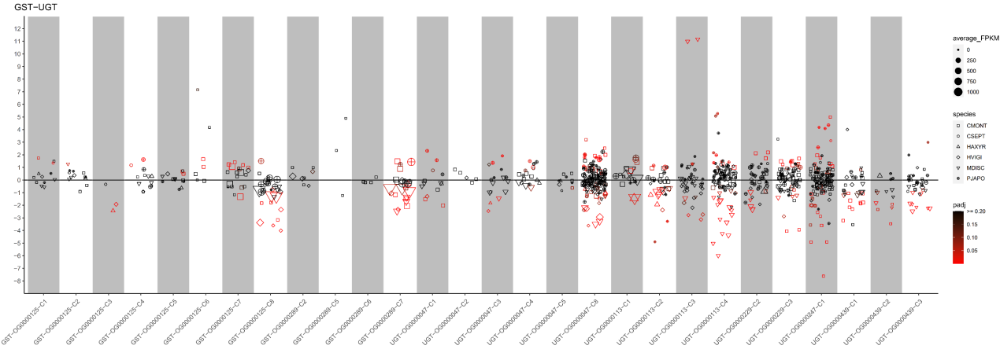 GST−UGT
12
11
10
9
8
7
6
5
4
3
2
1
0
−1
−2
−3
−4
−5
−6
−7
−8
GST−OG0000125−C1
GST−OG0000125−C2
GST−OG0000125−C3
GST−OG0000125−C4
GST−OG0000125−C5
GST−OG0000125−C6
GST−OG0000125−C7
GST−OG0000125−C8
GST−OG0000289−C2
GST−OG0000289−C5
GST−OG0000289−C6
GST−OG0000289−C7
UGT−OG0000047−C1
UGT−OG0000047−C2
UGT−OG0000047−C3
UGT−OG0000047−C4
UGT−OG0000047−C5
UGT−OG0000047−C8
UGT−OG0000113−C1
UGT−OG0000113−C2
UGT−OG0000113−C3
UGT−OG0000113−C4
UGT−OG0000229−C2
UGT−OG0000229−C3
UGT−OG0000247−C1
UGT−OG0000439−C1
UGT−OG0000439−C2
UGT−OG0000439−C3
average_FPKM
0
250
500
750
1000
species
CMONT
CSEPT
HAXYR
HVIGI
MDISC
PJAPO
padj
>= 0.20
0.15
0.10
0.05